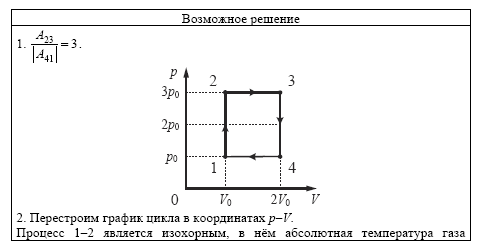 Возможное решение
1. A₂₃/|A₄₁| = 3.
p
2 3
3p₀
2p₀
p₀
1 4
0 V₀ 2V₀ V
2. Перестроим график цикла в координатах p–V.
Процесс 1–2 является изохорным, в нём абсолютная температура газа